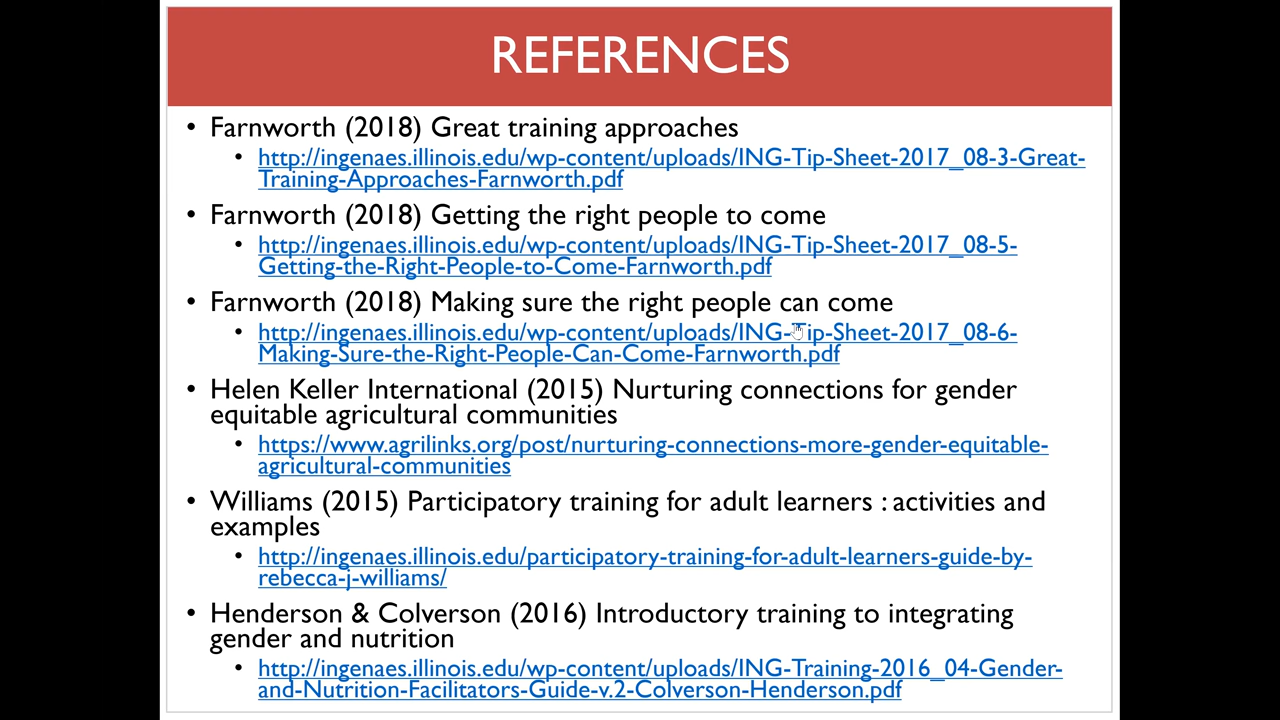 REFERENCES
• Farnworth (2018) Great training approaches
• http://ingenaes.illinois.edu/wp-content/uploads/ING-Tip-Sheet-2017_08-3-Great-
Training-Approaches-Farnworth.pdf
• Farnworth (2018) Getting the right people to come
• http://ingenaes.illinois.edu/wp-content/uploads/ING-Tip-Sheet-2017_08-5-
Getting-the-Right-People-to-Come-Farnworth.pdf
• Farnworth (2018) Making sure the right people can come
• http://ingenaes.illinois.edu/wp-content/uploads/ING-Tip-Sheet-2017_08-6-
Making-Sure-the-Right-People-Can-Come-Farnworth.pdf
• Helen Keller International (2015) Nurturing connections for gender
equitable agricultural communities
• https://www.agrilinks.org/post/nurturing-connections-more-gender-equitable-
agricultural-communities
• Williams (2015) Participatory training for adult learners : activities and
examples
• http://ingenaes.illinois.edu/participatory-training-for-adult-learners-guide-by-
rebecca-j-williams/
• Henderson & Colverson (2016) Introductory training to integrating
gender and nutrition
• http://ingenaes.illinois.edu/wp-content/uploads/ING-Training-2016_04-Gender-
and-Nutrition-Facilitators-Guide-v.2-Colverson-Henderson.pdf